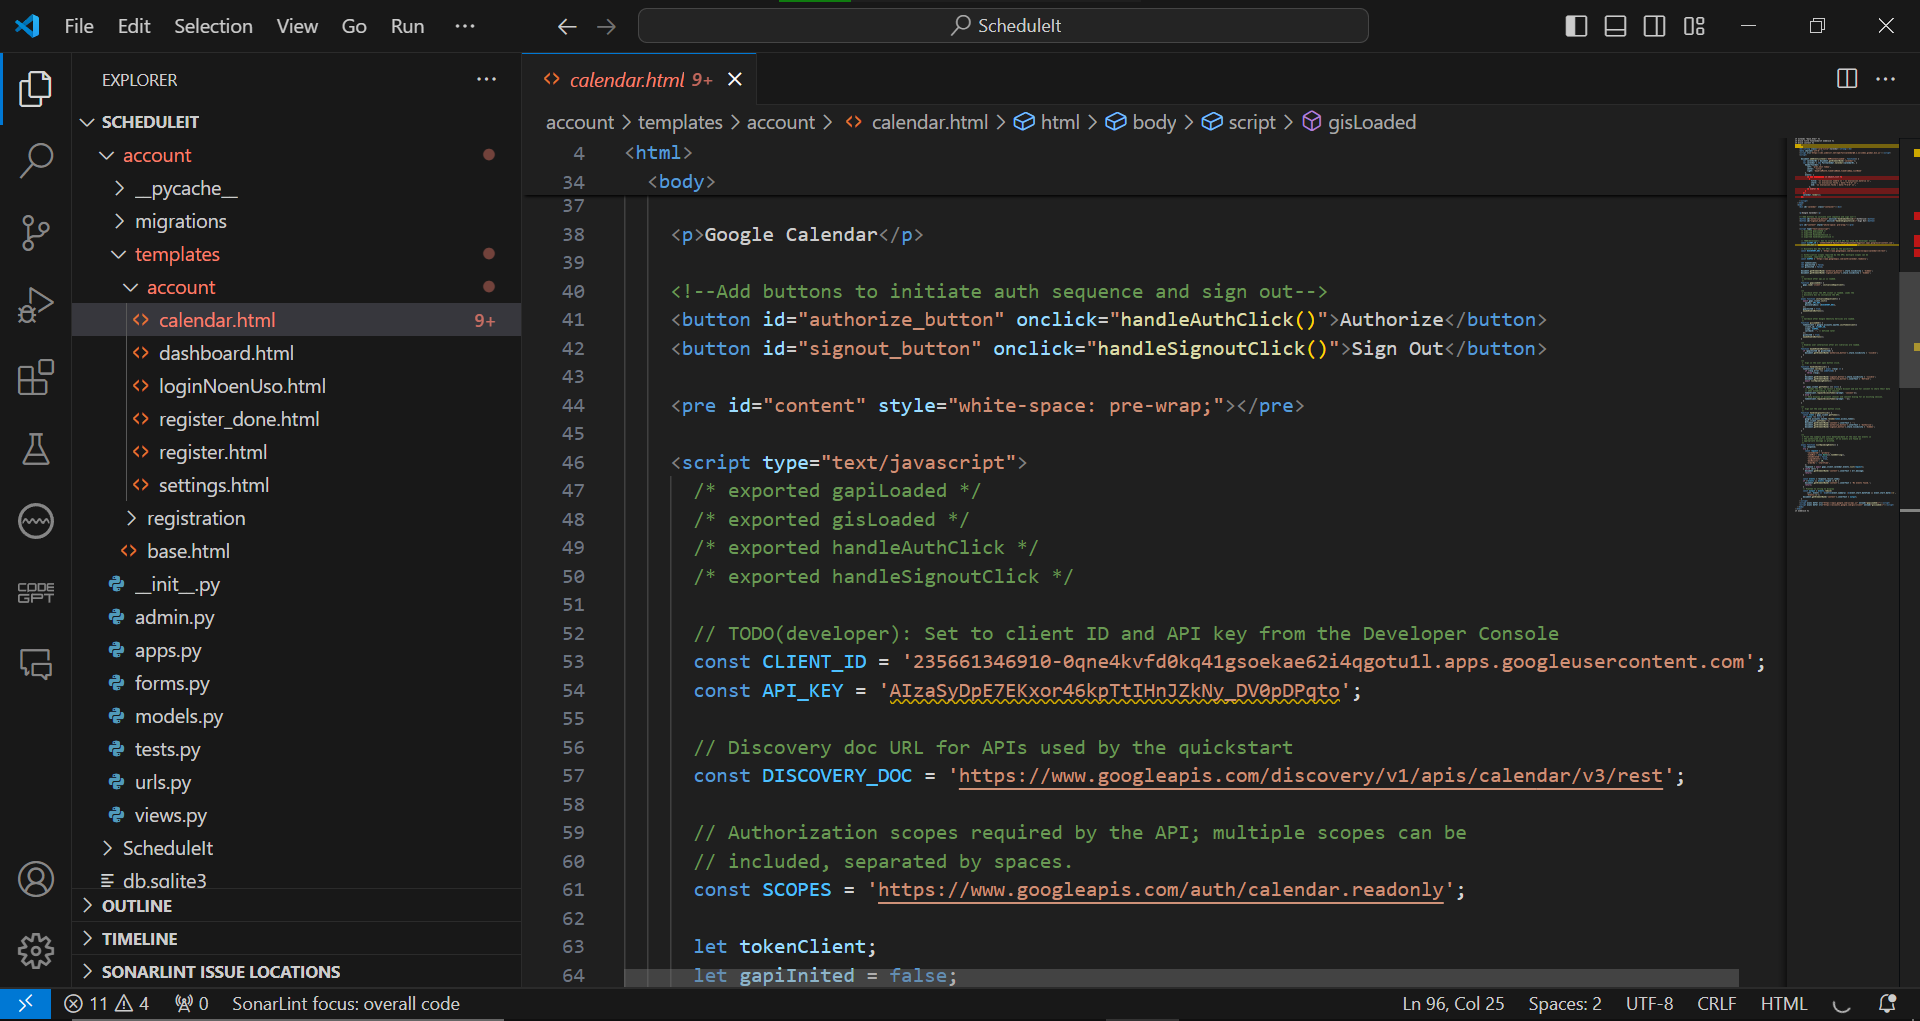 File Edit Selection View Go Run ···
ScheduleIt
EXPLORER
SCHEDULEIT
account
__pycache__
migrations
templates
account
calendar.html 9+
dashboard.html
loginNoenUso.html
register_done.html
register.html
settings.html
registration
base.html
__init__.py
admin.py
apps.py
forms.py
models.py
tests.py
urls.py
views.py
ScheduleIt
db.sqlite3
OUTLINE
TIMELINE
SONARLINT ISSUE LOCATIONS
CODE
GPT
calendar.html 9+
account > templates > account > calendar.html > html > body > script > gisLoaded
4 <html>
34 <body>
37
38 <p>Google Calendar</p>
39
40 <!--Add buttons to initiate auth sequence and sign out-->
41 <button id="authorize_button" onclick="handleAuthClick()">Authorize</button>
42 <button id="signout_button" onclick="handleSignoutClick()">Sign Out</button>
43
44 <pre id="content" style="white-space: pre-wrap;"></pre>
45
46 <script type="text/javascript">
47 /* exported gapiLoaded */
48 /* exported gisLoaded */
49 /* exported handleAuthClick */
50 /* exported handleSignoutClick */
51
52 // TODO(developer): Set to client ID and API key from the Developer Console
53 const CLIENT_ID = '235661346910-0qne4kvfd0kq41gsoekae62i4qgotu1l.apps.googleusercontent.com';
54 const API_KEY = 'AIzaSyDpE7EKxor46kpTtIHnJZkNy_DV0pDPqto';
55
56 // Discovery doc URL for APIs used by the quickstart
57 const DISCOVERY_DOC = 'https://www.googleapis.com/discovery/v1/apis/calendar/v3/rest';
58
59 // Authorization scopes required by the API; multiple scopes can be
60 // included, separated by spaces.
61 const SCOPES = 'https://www.googleapis.com/auth/calendar.readonly';
62
63 let tokenClient;
64 let gapiInited = false;
11 4 0 SonarLint focus: overall code
Ln 96, Col 25 Spaces: 2 UTF-8 CRLF HTML